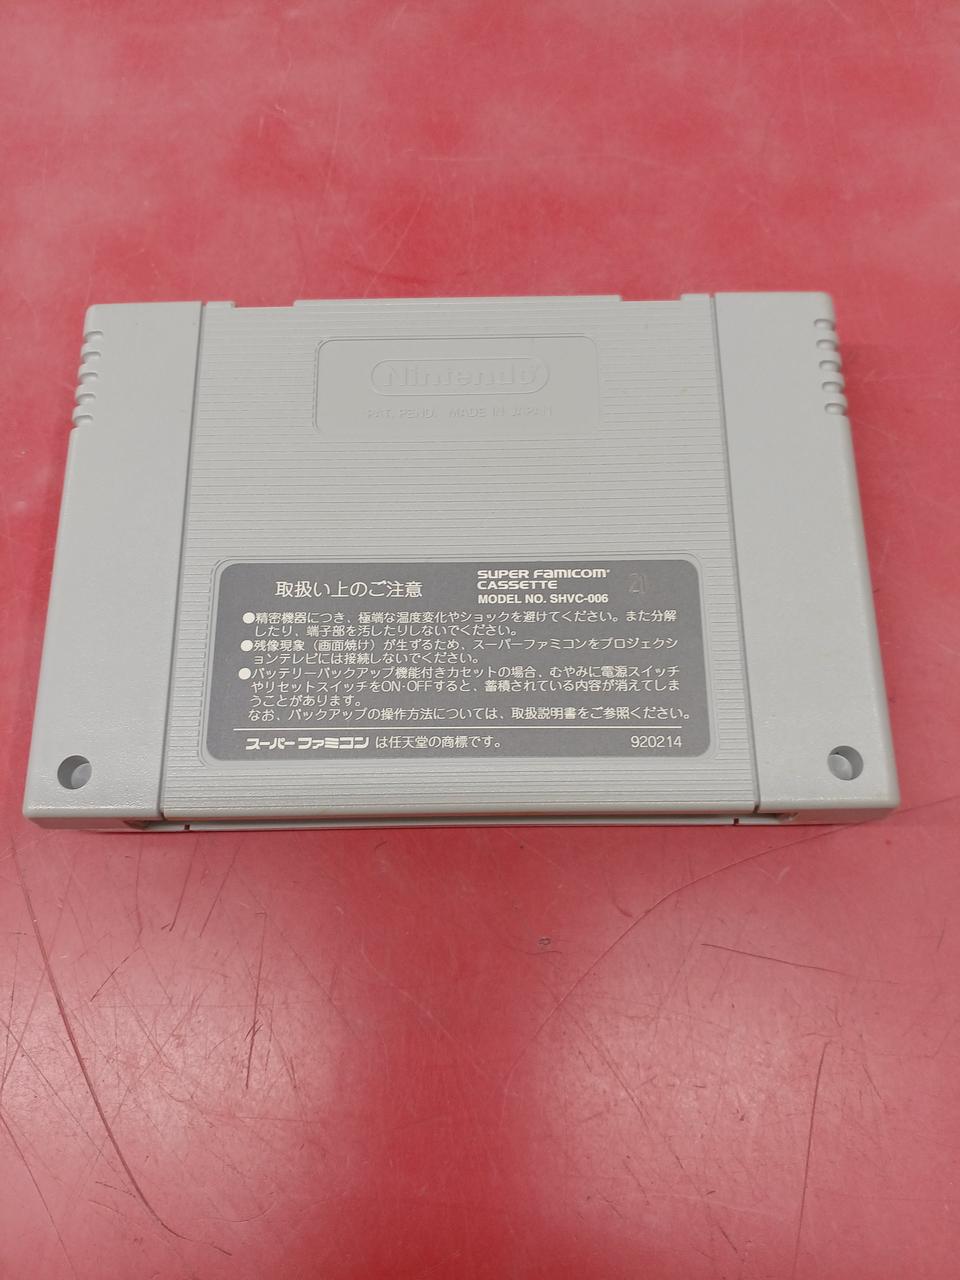 Nintendo
PAT. PEND. MADE IN JAPAN
取扱い上のご注意
SUPER FAMICOM
CASSETTE
MODEL NO. SHVC-006
21
●精密機器につき、極端な温度変化やショックを避けてください。また分解
したり、端子部を汚したりしないでください。
●残像現象（画面焼け）が生ずるため、スーパーファミコンをプロジェクシ
ョンテレビには接続しないでください。
●バッテリーバックアップ機能付きカセットの場合、むやみに電源スイッチ
やリセットスイッチをON・OFFすると、蓄積されている内容が消えてしま
うことがあります。
なお、バックアップの操作方法については、取扱説明書をご参照ください。
スーパーファミコン は任天堂の商標です。
920214